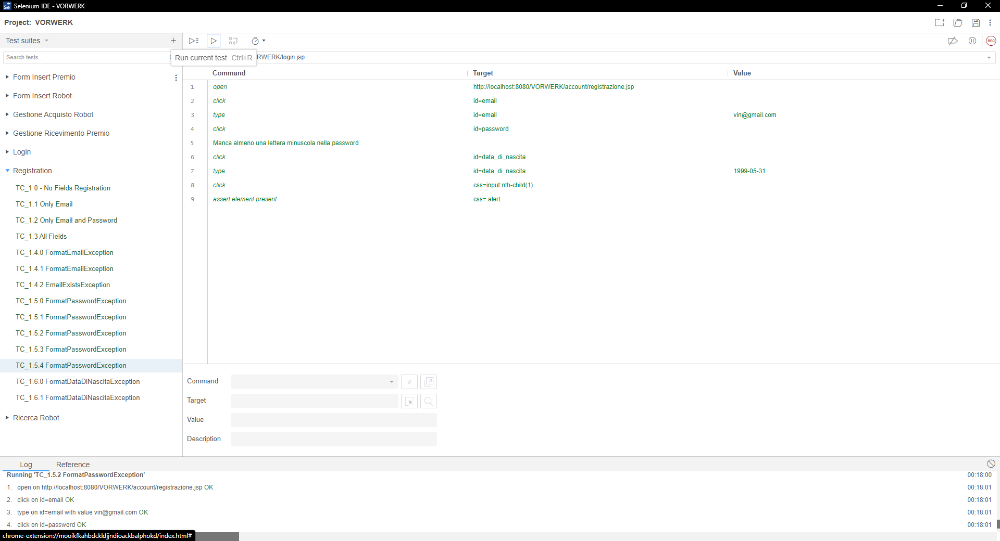 Selenium IDE - VORWERK
Project: VORWERK
Test suites
Run current test Ctrl+R
RWERK/login.jsp
Search tests...
Command Target Value
Form Insert Premio
Form Insert Robot
Gestione Acquisto Robot
Gestione Ricevimento Premio
Login
Registration
TC_1.0 - No Fields Registration
TC_1.1 Only Email
TC_1.2 Only Email and Password
TC_1.3 All Fields
TC_1.4.0 FormatEmailException
TC_1.4.1 FormatEmailException
TC_1.4.2 EmailExistsException
TC_1.5.0 FormatPasswordException
TC_1.5.1 FormatPasswordException
TC_1.5.2 FormatPasswordException
TC_1.5.3 FormatPasswordException
TC_1.5.4 FormatPasswordException
TC_1.6.0 FormatDataDiNascitaException
TC_1.6.1 FormatDataDiNascitaException
Ricerca Robot
REC
1 open http://localhost:8080/VORWERK/account/registrazione.jsp
2 click id=email
3 type id=email vin@gmail.com
4 click id=password
5 Manca almeno una lettera minuscola nella password
6 click id=data_di_nascita
7 type id=data_di_nascita 1999-05-31
8 click css=input:nth-child(1)
9 assert element present css=.alert
Command //
Target
Value
Description
Log Reference
Running 'TC_1.5.2 FormatPasswordException' 00:18:00
1. open on http://localhost:8080/VORWERK/account/registrazione.jsp OK 00:18:01
2. click on id=email OK 00:18:01
3. type on id=email with value vin@gmail.com OK 00:18:01
4. click on id=password OK 00:18:01
chrome-extension://mooikfkahbdckldjjndioackbalphokd/index.html#